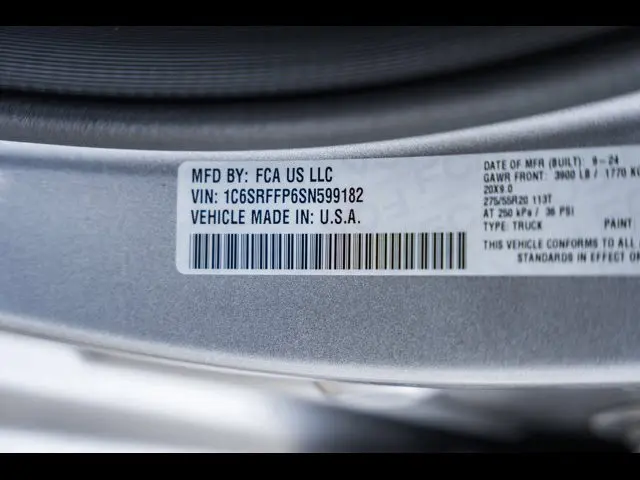 MFD BY: FCA US LLC
VIN: 1C6SRFFP6SN599182
VEHICLE MADE IN: U.S.A.
DATE OF MFR (BUILT): 9-24
GAWR FRONT: 3900 LB / 1770 KG
20X9.0
275/55R20 113T
AT 250 kPa / 36 PSI
TYPE: TRUCK PAINT:
THIS VEHICLE CONFORMS TO ALL
STANDARDS IN EFFECT ON